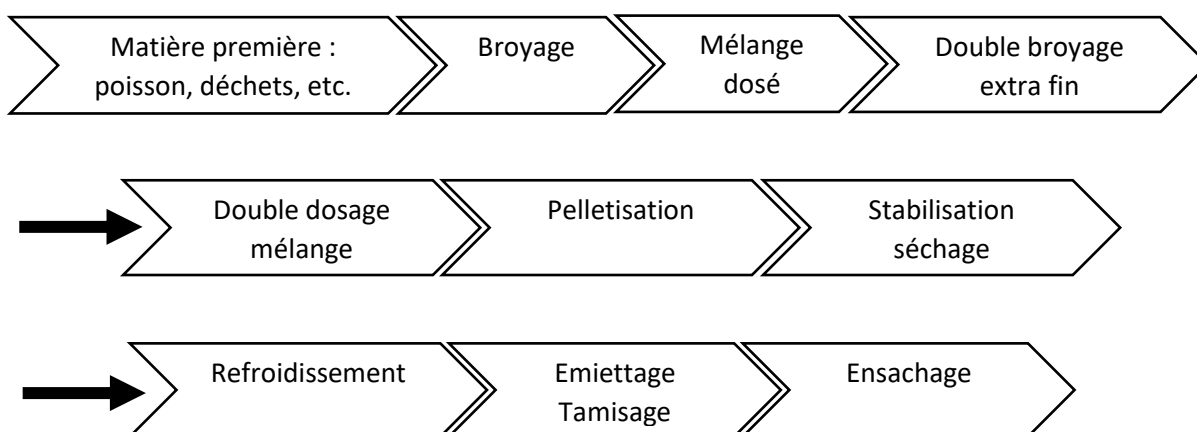 Matière première :
poisson, déchets, etc.
Broyage
Mélange
dosé
Double broyage
extra fin
Double dosage
mélange
Pelletisation
Stabilisation
séchage
Refroidissement
Emiettage
Tamisage
Ensachage